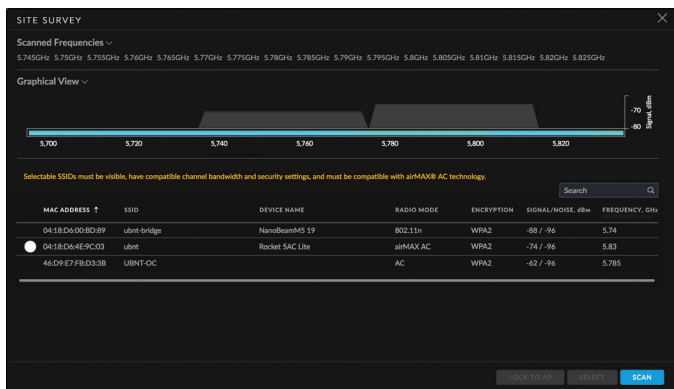 SITE SURVEY
Scanned Frequencies
5.745GHz 5.75GHz 5.755GHz 5.76GHz 5.765GHz 5.77GHz 5.775GHz 5.78GHz 5.785GHz 5.79GHz 5.795GHz 5.8GHz 5.805GHz 5.81GHz 5.815GHz 5.82GHz 5.825GHz
Graphical View
-70
-80
Signal, dBm
5,700 5,720 5,740 5,760 5,780 5,800 5,820
Selectable SSIDs must be visible, have compatible channel bandwidth and security settings, and must be compatible with airMAX® AC technology.
Search
MAC ADDRESS ↑ SSID DEVICE NAME RADIO MODE ENCRYPTION SIGNAL/NOISE, dBm FREQUENCY, GHz
04:18:D6:00:BD:89 ubnt-bridge NanoBeamM5 19 802.11n WPA2 -88 / -96 5.74
04:18:D6:4E:9C:03 ubnt Rocket 5AC Lite airMAX AC WPA2 -74 / -96 5.83
46:D9:E7:FB:D3:3B UBNT-OC AC WPA2 -62 / -96 5.785
LOCK TO AP SELECT SCAN